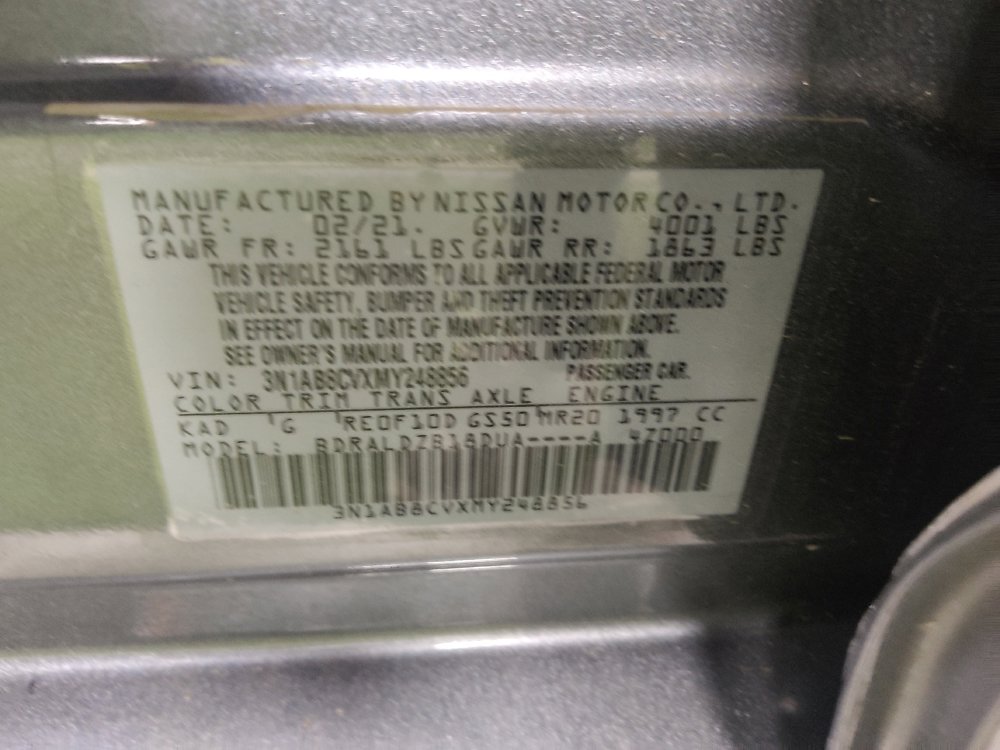 MANUFACTURED BY NISSAN MOTOR CO., LTD.
DATE: 02/21. GVWR: 4001 LBS
GAWR FR: 2161 LBS GAWR RR: 1863 LBS
THIS VEHICLE CONFORMS TO ALL APPLICABLE FEDERAL MOTOR
VEHICLE SAFETY, BUMPER AND THEFT PREVENTION STANDARDS
IN EFFECT ON THE DATE OF MANUFACTURE SHOWN ABOVE.
SEE OWNER'S MANUAL FOR ADDITIONAL INFORMATION.
VIN: 3N1AB8CVXMY248856 PASSENGER CAR.
COLOR TRIM TRANS AXLE ENGINE
KAD G RE0F10D GS50 MR20 1997 CC
MODEL: BDRALDZB18DUA----A 47000
3N1AB8CVXMY248856